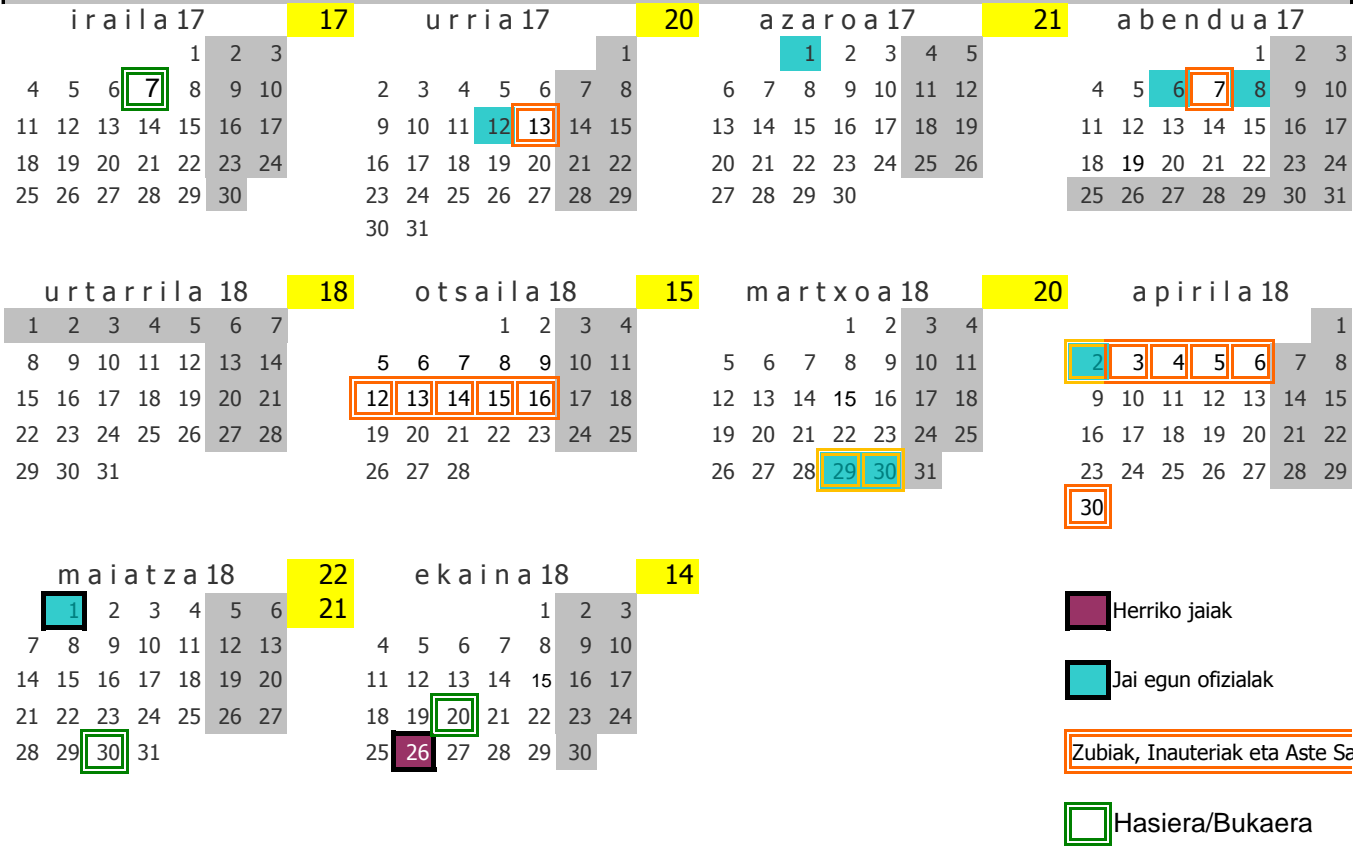 iraila 17 17 urria 17 20 azaroa 17 21 abendua 17
1 2 3 1 1 2 3 4 5 1 2 3
4 5 6 7 8 9 10 2 3 4 5 6 7 8 6 7 8 9 10 11 12 4 5 6 7 8 9 10
11 12 13 14 15 16 17 9 10 11 12 13 14 15 13 14 15 16 17 18 19 11 12 13 14 15 16 17
18 19 20 21 22 23 24 16 17 18 19 20 21 22 20 21 22 23 24 25 26 18 19 20 21 22 23 24
25 26 27 28 29 30 23 24 25 26 27 28 29 27 28 29 30 25 26 27 28 29 30 31
30 31
urtarrila 18 18 otsaila 18 15 martxoa 18 20 apirila 18
1 2 3 4 5 6 7 1 2 3 4 1 2 3 4 1
8 9 10 11 12 13 14 5 6 7 8 9 10 11 5 6 7 8 9 10 11 2 3 4 5 6 7 8
15 16 17 18 19 20 21 12 13 14 15 16 17 18 12 13 14 15 16 17 18 9 10 11 12 13 14 15
22 23 24 25 26 27 28 19 20 21 22 23 24 25 19 20 21 22 23 24 25 16 17 18 19 20 21 22
29 30 31 26 27 28 26 27 28 29 30 31 23 24 25 26 27 28 29
30
maiatza 18 22 ekaina 18 14
1 2 3 4 5 6 21 1 2 3
7 8 9 10 11 12 13 4 5 6 7 8 9 10
14 15 16 17 18 19 20 11 12 13 14 15 16 17
21 22 23 24 25 26 27 18 19 20 21 22 23 24
28 29 30 31 25 26 27 28 29 30
Herriko jaiak
Jai egun ofizialak
Zubiak, Inauteriak eta Aste Sa
Hasiera/Bukaera